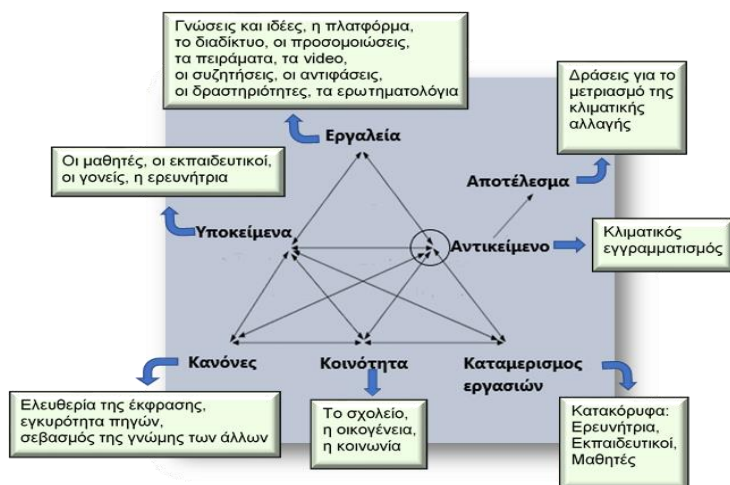 Γνώσεις και ιδέες, η πλατφόρμα,
το διαδίκτυο, οι προσομοιώσεις,
τα πειράματα, τα video,
οι συζητήσεις, οι αντιφάσεις,
οι δραστηριότητες, τα ερωτηματολόγια
Δράσεις για το
μετριασμό της
κλιματικής
αλλαγής
Εργαλεία
Οι μαθητές, οι εκπαιδευτικοί,
οι γονείς, η ερευνήτρια
Αποτέλεσμα
Υποκείμενα
Αντικείμενο
Κλιματικός
εγγραμματισμός
Κανόνες
Κοινότητα
Καταμερισμος
εργασιών
Ελευθερία της έκφρασης,
εγκυρότητα πηγών,
σεβασμός της γνώμης των άλλων
Το σχολείο,
η οικογένεια,
η κοινωνία
Κατακόρυφα:
Ερευνήτρια,
Εκπαιδευτικοί,
Μαθητές